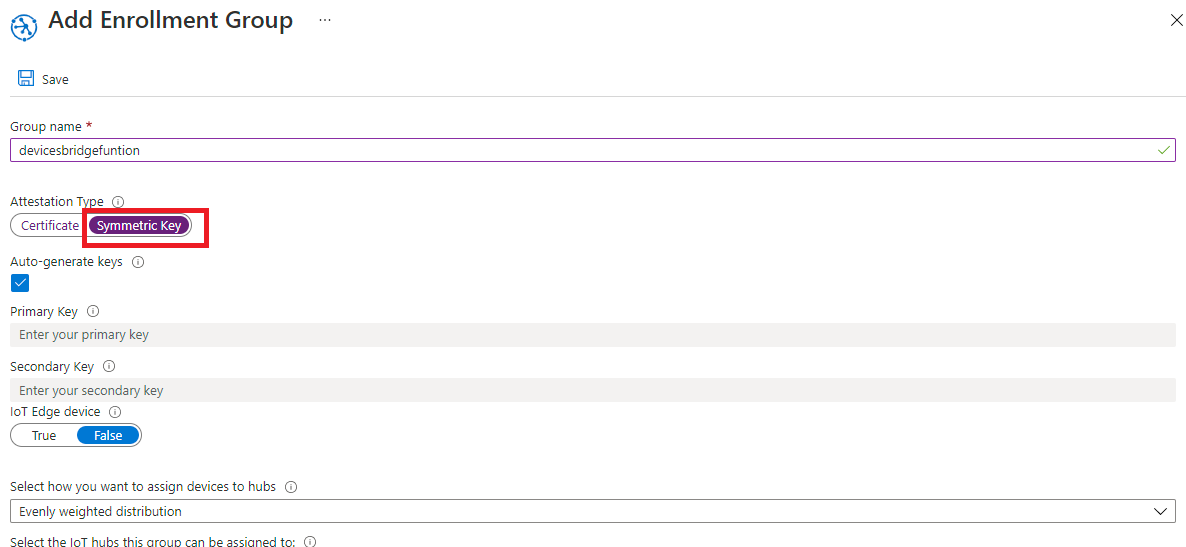 Add Enrollment Group ...
Save
Group name *
devicesbridgefuntion
Attestation Type
Certificate Symmetric Key
Auto-generate keys
Primary Key
Enter your primary key
Secondary Key
Enter your secondary key
IoT Edge device
True False
Select how you want to assign devices to hubs
Evenly weighted distribution
Select the IoT hubs this group can be assigned to: